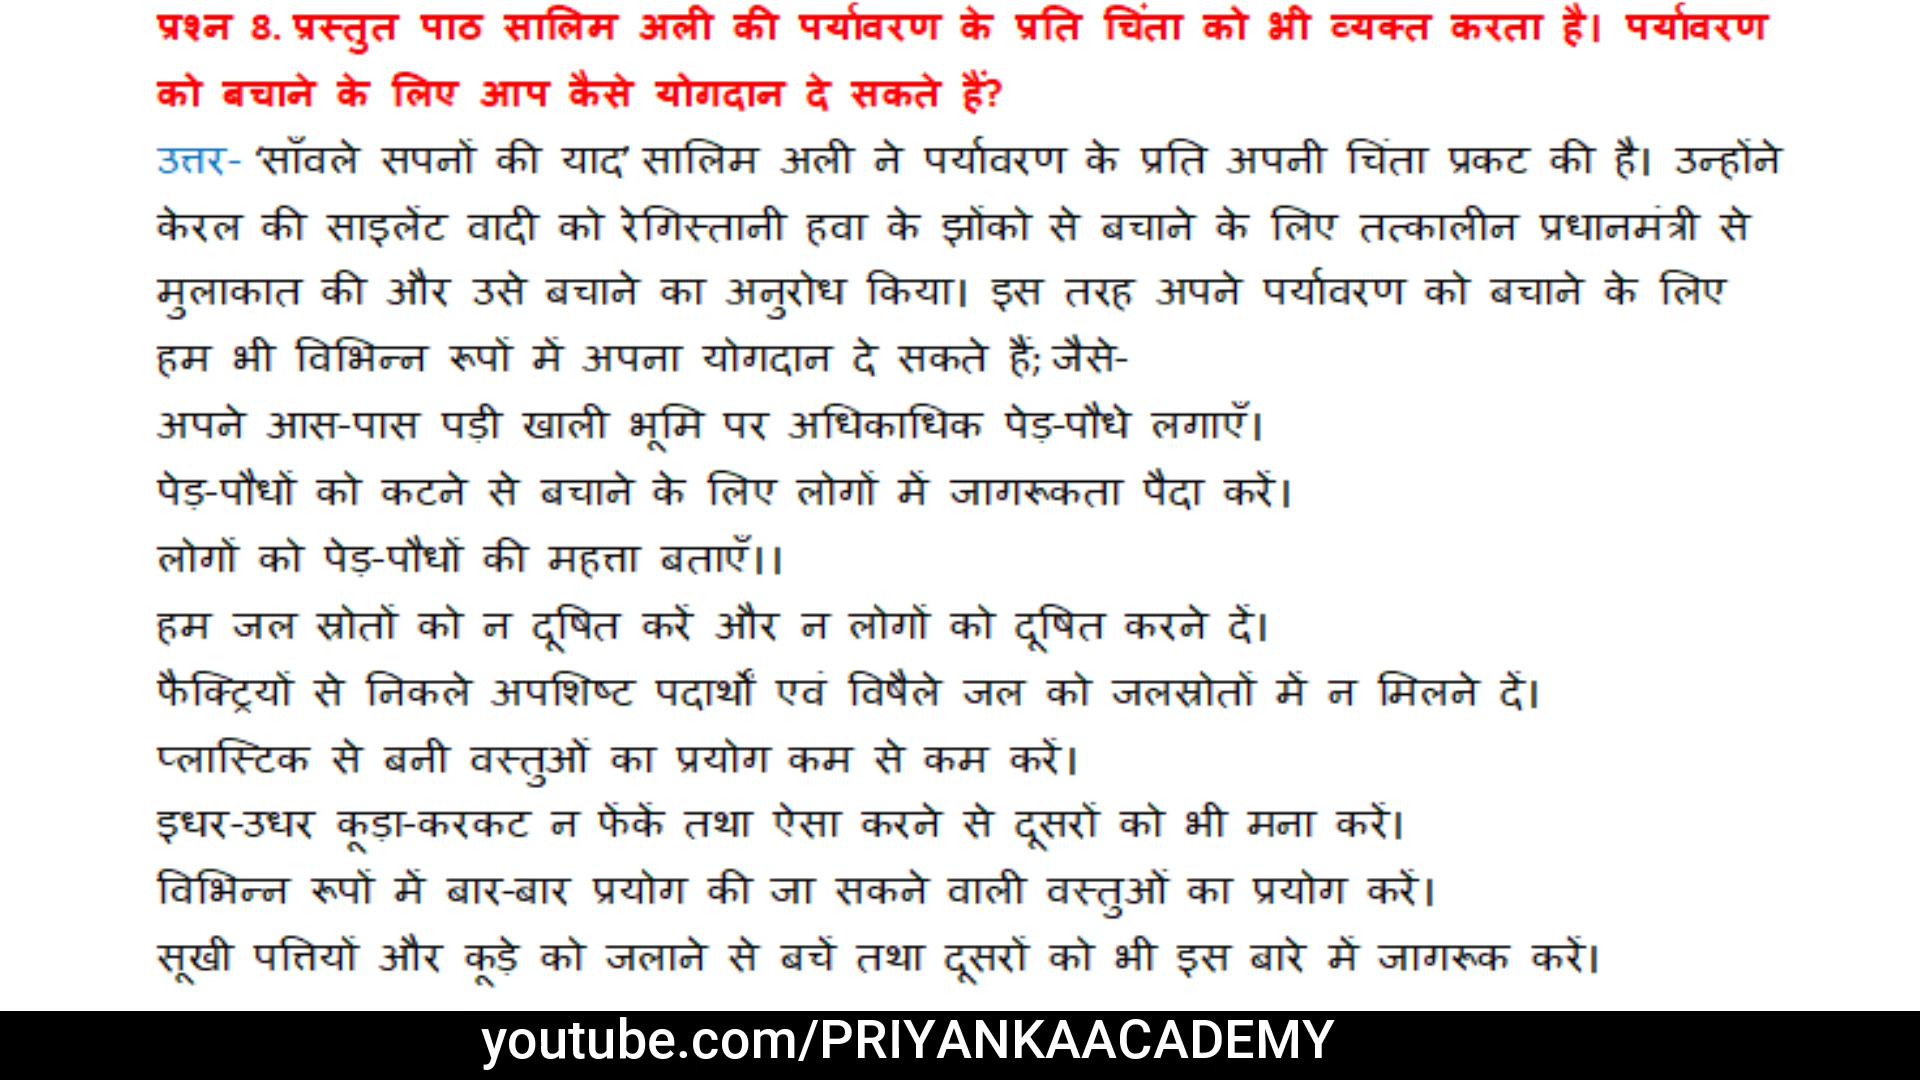 प्रश्न 8. प्रस्तुत पाठ सालिम अली की पर्यावरण के प्रति चिंता को भी व्यक्त करता है। पर्यावरण
को बचाने के लिए आप कैसे योगदान दे सकते हैं?
उत्तर- ‘साँवले सपनों की याद’ सालिम अली ने पर्यावरण के प्रति अपनी चिंता प्रकट की है। उन्होंने
केरल की साइलेंट वादी को रेगिस्तानी हवा के झोंको से बचाने के लिए तत्कालीन प्रधानमंत्री से
मुलाकात की और उसे बचाने का अनुरोध किया। इस तरह अपने पर्यावरण को बचाने के लिए
हम भी विभिन्न रूपों में अपना योगदान दे सकते हैं; जैसे-
अपने आस-पास पड़ी खाली भूमि पर अधिकाधिक पेड़-पौधे लगाएँ।
पेड़-पौधों को कटने से बचाने के लिए लोगों में जागरूकता पैदा करें।
लोगों को पेड़-पौधों की महत्ता बताएँ।।
हम जल स्रोतों को न दूषित करें और न लोगों को दूषित करने दें।
फैक्ट्रियों से निकले अपशिष्ट पदार्थों एवं विषैले जल को जलस्रोतों में न मिलने दें।
प्लास्टिक से बनी वस्तुओं का प्रयोग कम से कम करें।
इधर-उधर कूड़ा-करकट न फेंकें तथा ऐसा करने से दूसरों को भी मना करें।
विभिन्न रूपों में बार-बार प्रयोग की जा सकने वाली वस्तुओं का प्रयोग करें।
सूखी पत्तियों और कूड़े को जलाने से बचें तथा दूसरों को भी इस बारे में जागरूक करें।
youtube.com/PRIYANKAACADEMY